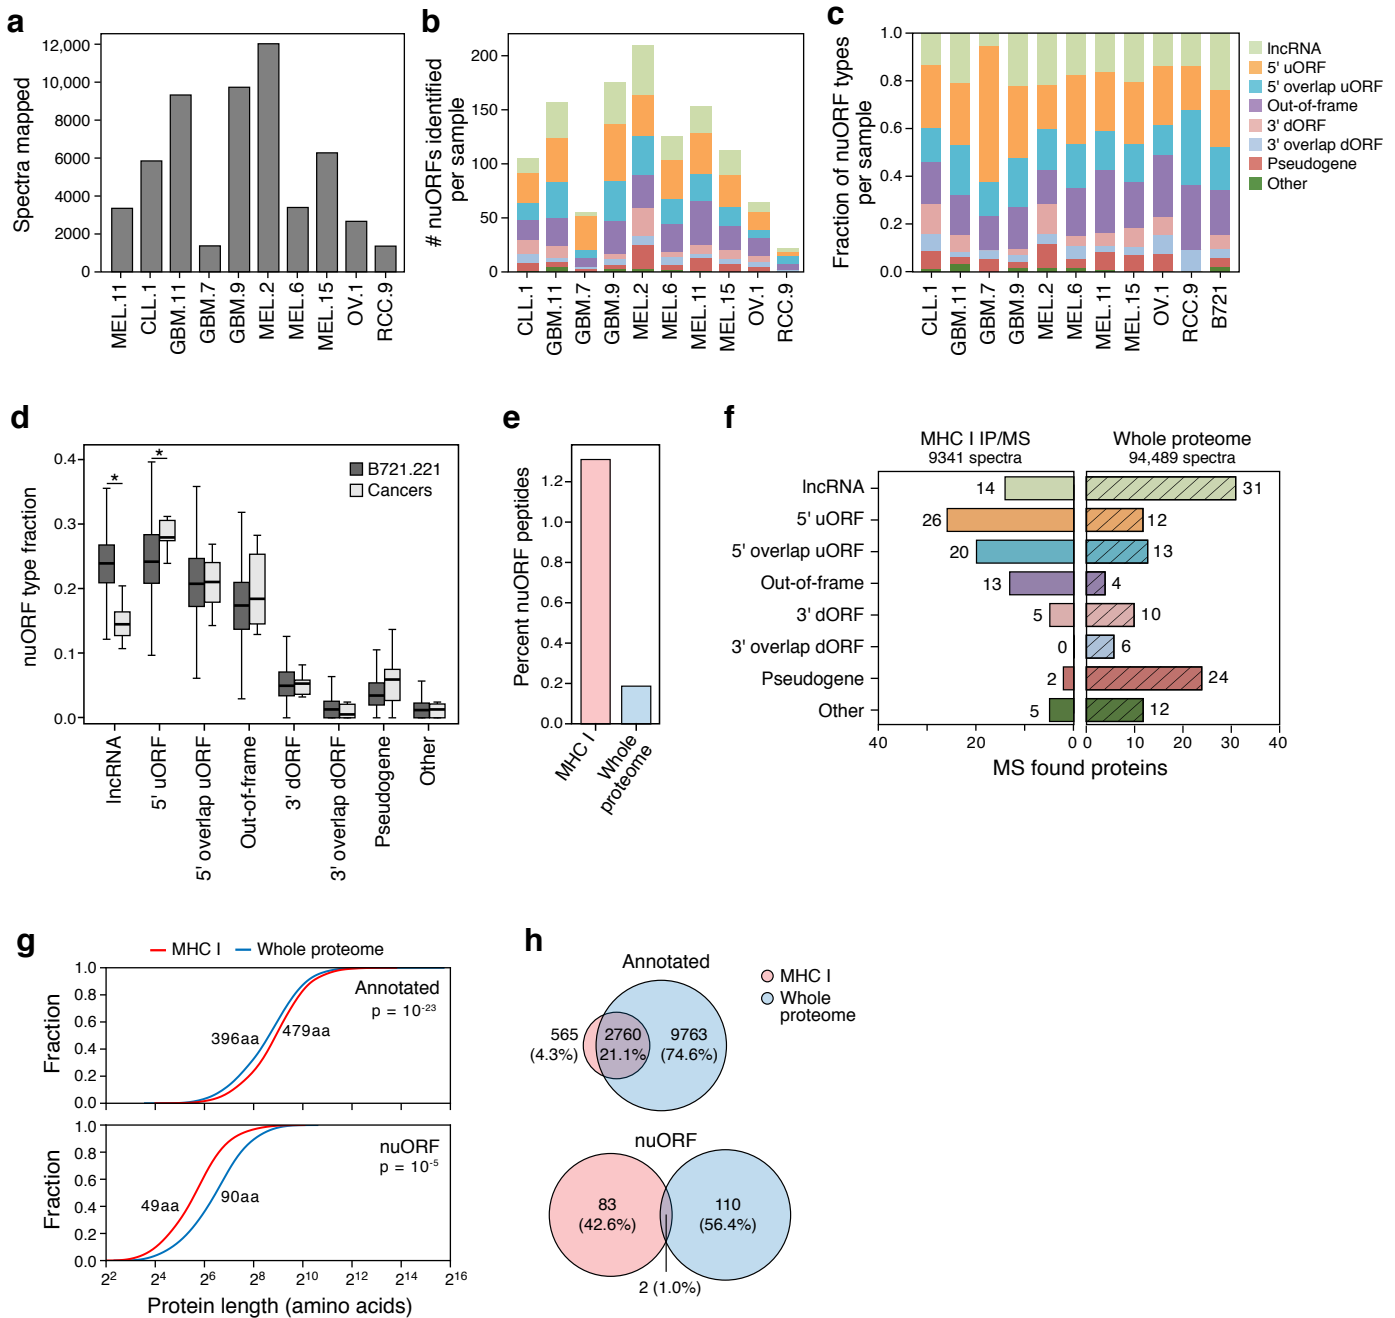 a
Spectra mapped
12,000
10,000
8000
6000
4000
2000
0
MEL.11
CLL.1
GBM.11
GBM.7
GBM.9
MEL.2
MEL.6
MEL.15
OV.1
RCC.9
b
# nuORFs identified
per sample
200
150
100
50
0
CLL.1
GBM.11
GBM.7
GBM.9
MEL.2
MEL.6
MEL.11
MEL.15
OV.1
RCC.9
c
Fraction of nuORF types
per sample
1.0
0.8
0.6
0.4
0.2
0.0
CLL.1
GBM.11
GBM.7
GBM.9
MEL.2
MEL.6
MEL.11
MEL.15
OV.1
RCC.9
B721
lncRNA
5' uORF
5' overlap uORF
Out-of-frame
3' dORF
3' overlap dORF
Pseudogene
Other
d
nuORF type fraction
0.4
0.3
0.2
0.1
0.0
*
*
B721.221
Cancers
lncRNA
5' uORF
5' overlap uORF
Out-of-frame
3' dORF
3' overlap dORF
Pseudogene
Other
e
Percent nuORF peptides
1.2
1.0
0.8
0.6
0.4
0.2
0.0
MHC I
Whole
proteome
f
MHC I IP/MS
9341 spectra
Whole proteome
94,489 spectra
lncRNA 14 31
5' uORF 26 12
5' overlap uORF 20 13
Out-of-frame 13 4
3' dORF 5 10
3' overlap dORF 0 6
Pseudogene 2 24
Other 5 12
40 20 0 0 10 20 30 40
MS found proteins
g
MHC I Whole proteome
Fraction
1.0
0.8
0.6
0.4
0.2
0.0
Annotated
p = 10⁻²³
396aa 479aa
Fraction
1.0
0.8
0.6
0.4
0.2
0.0
nuORF
p = 10⁻⁵
49aa 90aa
2² 2⁴ 2⁶ 2⁸ 2¹⁰ 2¹² 2¹⁴ 2¹⁶
Protein length (amino acids)
h
Annotated
MHC I
Whole
proteome
565
(4.3%)
2760
21.1%
9763
(74.6%)
nuORF
83
(42.6%)
110
(56.4%)
2 (1.0%)